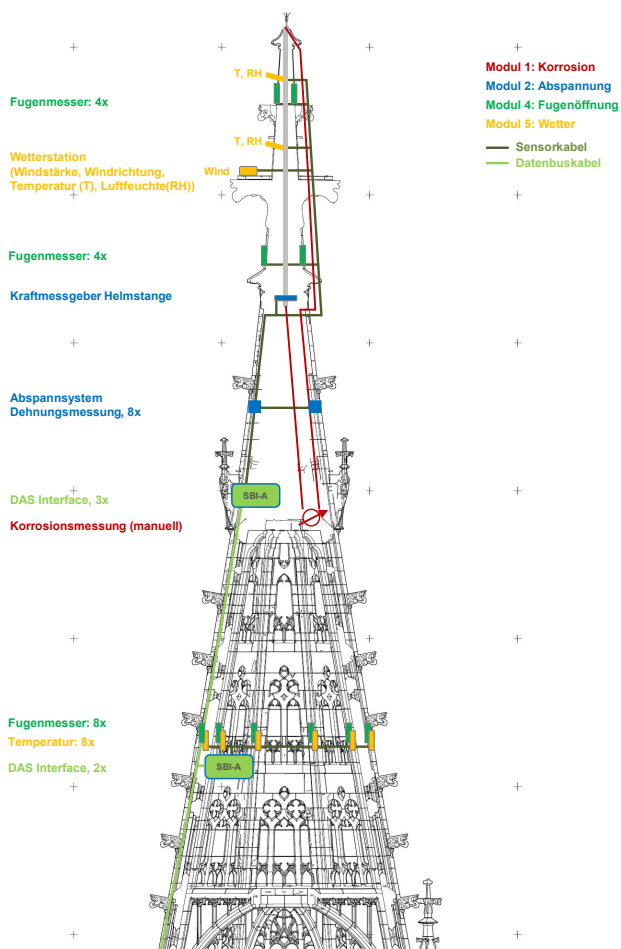 Modul 1: Korrosion
Modul 2: Abspannung
Modul 4: Fugenöffnung
Modul 5: Wetter
Sensorkabel
Datenbuskabel
T, RH
Fugenmesser: 4x
T, RH
Wetterstation
(Windstärke, Windrichtung,
Temperatur (T), Luftfeuchte(RH))
Wind
Fugenmesser: 4x
Kraftmessgeber Helmstange
Abspannsystem
Dehnungsmessung, 8x
DAS Interface, 3x
SBI-A
Korrosionsmessung (manuell)
Fugenmesser: 8x
Temperatur: 8x
DAS Interface, 2x
SBI-A